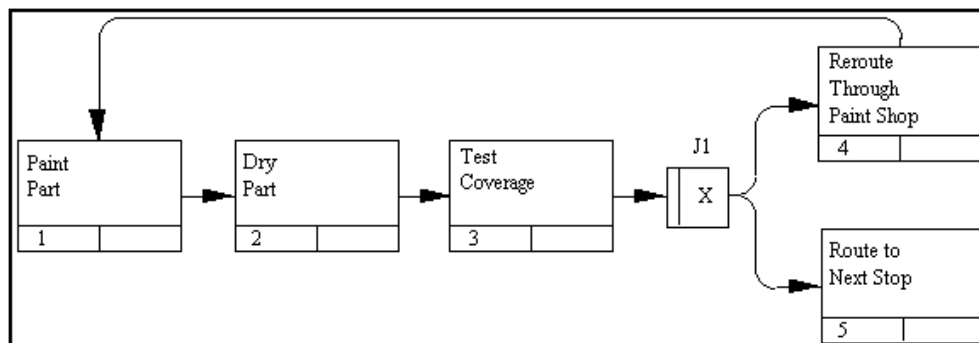 Paint
Part
1
Dry
Part
2
Test
Coverage
3
J1
X
Reroute
Through
Paint Shop
4
Route to
Next Stop
5